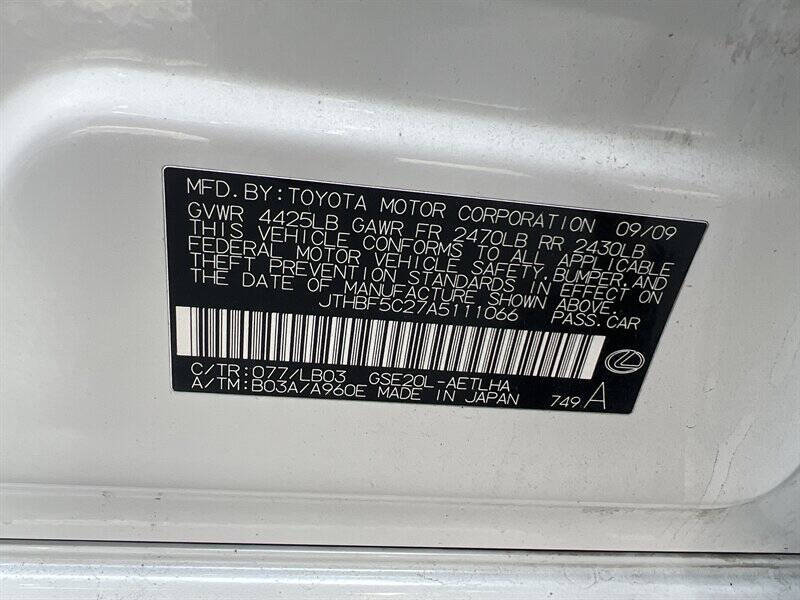 MFD. BY: TOYOTA MOTOR CORPORATION 09/09
GVWR 4425LB GAWR FR 2470LB RR 2430LB
THIS VEHICLE CONFORMS TO ALL APPLICABLE
FEDERAL MOTOR VEHICLE SAFETY, BUMPER, AND
THEFT PREVENTION STANDARDS IN EFFECT ON
THE DATE OF MANUFACTURE SHOWN ABOVE.
JTHBF5C27A5111066 PASS. CAR
C/TR: 077/LB03 GSE20L-AETLHA
A/TM: B03A/A960E MADE IN JAPAN 749 A